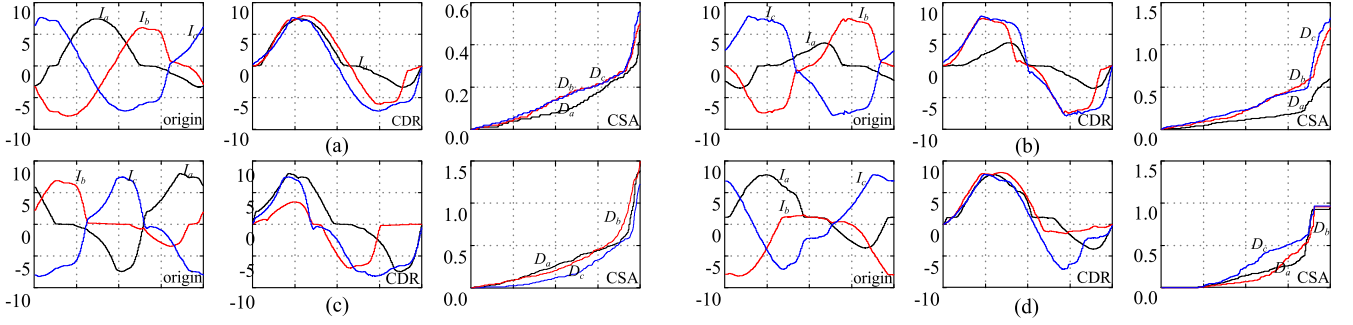 10 I_a I_b I_c
5
0
-5
-10 origin
10
5
0 I_a
-5
-10 CDR
0.6
0.4
0.2 D_b D_c
D_a
0.0 CSA
(a)
10 I_c I_b
5 I_a
0
-5
-10 origin
10
5
0
-5
-10 CDR
1.5
D_c
1.0
0.5 D_b
D_a
0.0 CSA
(b)
10 I_b I_c I_a
5
0
-5
-10 origin
10
5
0
-5
-10 CDR
1.5
1.0
D_b
0.5
D_a D_c
0.0 CSA
(c)
10 I_a I_c
5
I_b
0
-5
-10 origin
10
5
0
-5
-10 CDR
1.5
1.0
D_b
0.5 D_c
D_a
0.0 CSA
(d)